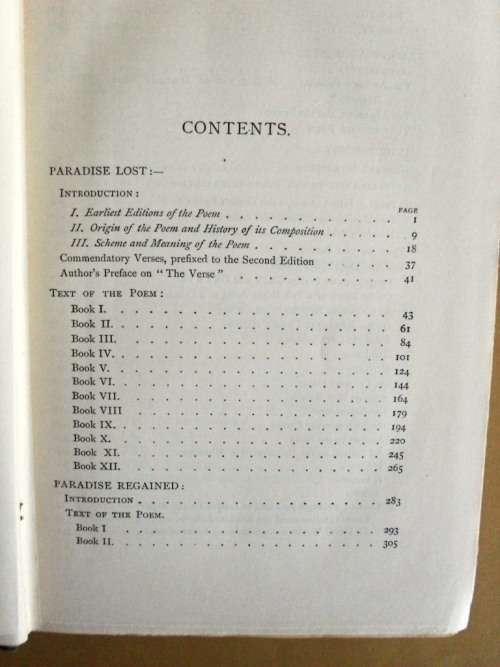 CONTENTS.
PARADISE LOST:—
INTRODUCTION:
PAGE
I. Earliest Editions of the Poem . . . . . . . . . . 1
II. Origin of the Poem and History of its Composition . . 9
III. Scheme and Meaning of the Poem . . . . . . . . 18
Commendatory Verses, prefixed to the Second Edition . . . 37
Author's Preface on "The Verse" . . . . . . . . . 41
TEXT OF THE POEM:
Book I. . . . . . . . . . . . . . 43
Book II. . . . . . . . . . . . . . 61
Book III. . . . . . . . . . . . . 84
Book IV. . . . . . . . . . . . . . 101
Book V. . . . . . . . . . . . . . 124
Book VI. . . . . . . . . . . . . . 144
Book VII. . . . . . . . . . . . . 164
Book VIII . . . . . . . . . . . . 179
Book IX. . . . . . . . . . . . . . 194
Book X. . . . . . . . . . . . . . 220
Book XI. . . . . . . . . . . . . . 245
Book XII. . . . . . . . . . . . . 265
PARADISE REGAINED:
INTRODUCTION . . . . . . . . . . . . 283
TEXT OF THE POEM.
Book I . . . . . . . . . . . . . 293
Book II. . . . . . . . . . . . . . 305